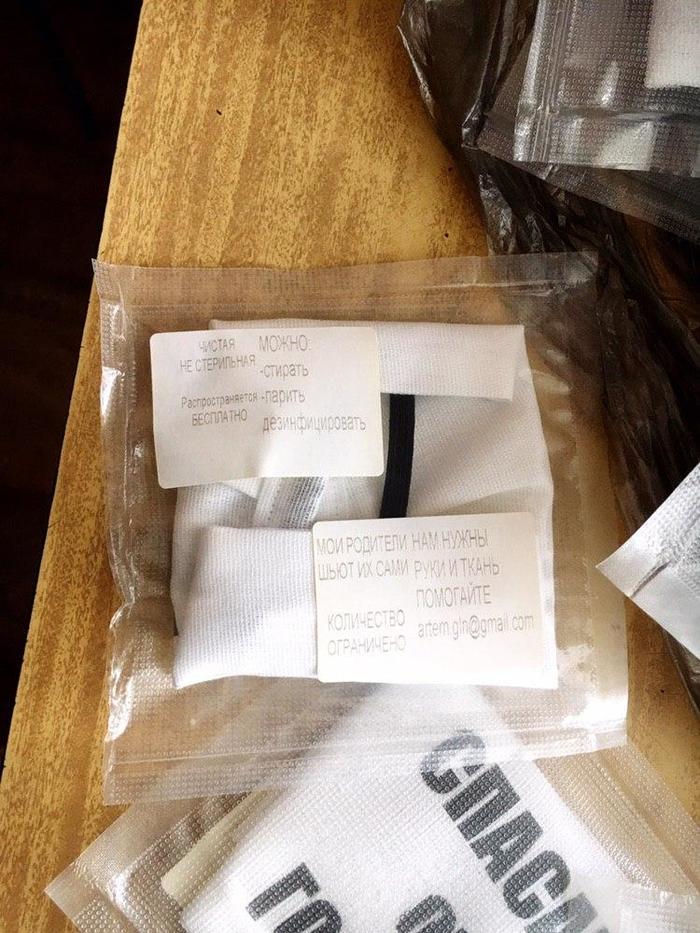 ЧИСТАЯ
НЕ СТЕРИЛЬНАЯ
Распространяется
БЕСПЛАТНО
МОЖНО:
-стирать
-парить
дезинфицировать
МОИ РОДИТЕЛИ
ШЬЮТ ИХ САМИ
КОЛИЧЕСТВО
ОГРАНИЧЕНО
НАМ НУЖНЫ
РУКИ И ТКАНЬ
ПОМОГАЙТЕ
artem.gln@gmail.com